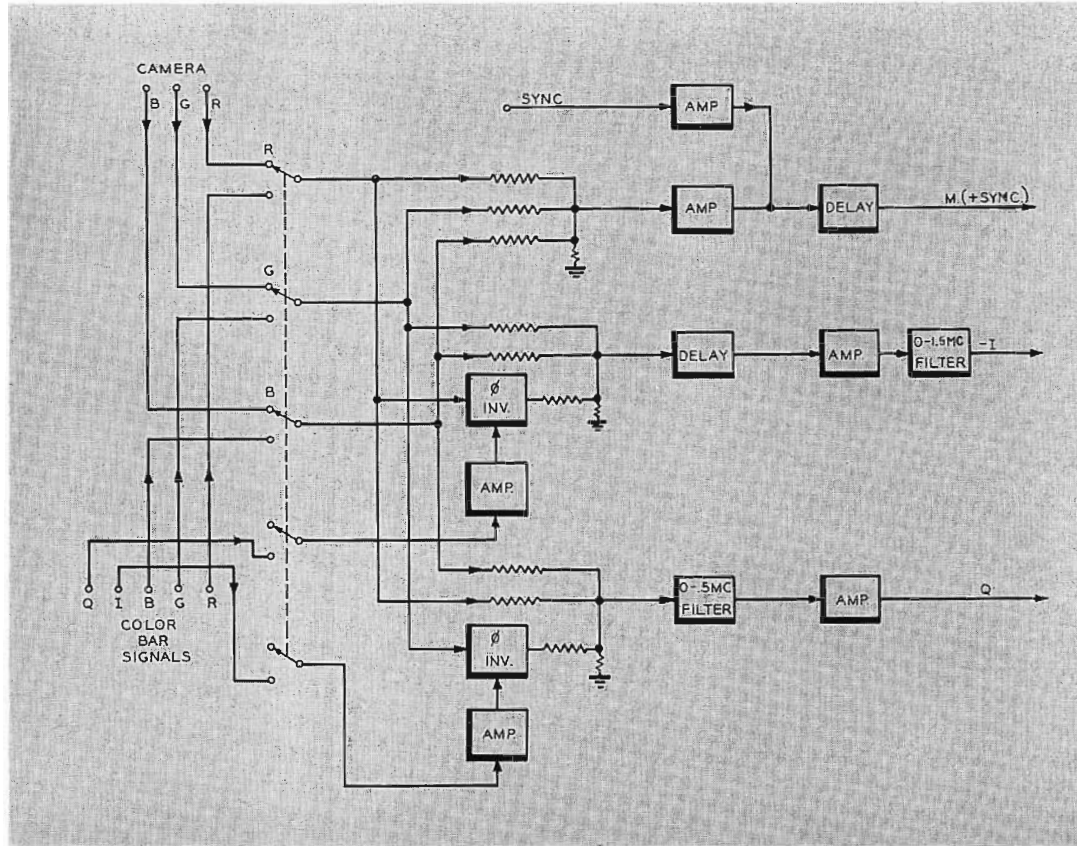 CAMERA
B G R
SYNC
AMP
R
AMP
DELAY
M (+SYNC)
G
DELAY
AMP.
0-1.5MC
FILTER
-I
B
Ø
INV.
AMP.
Q I B G R
COLOR
BAR
SIGNALS
0-.5MC
FILTER
AMP.
Q
Ø
INV.
AMP.